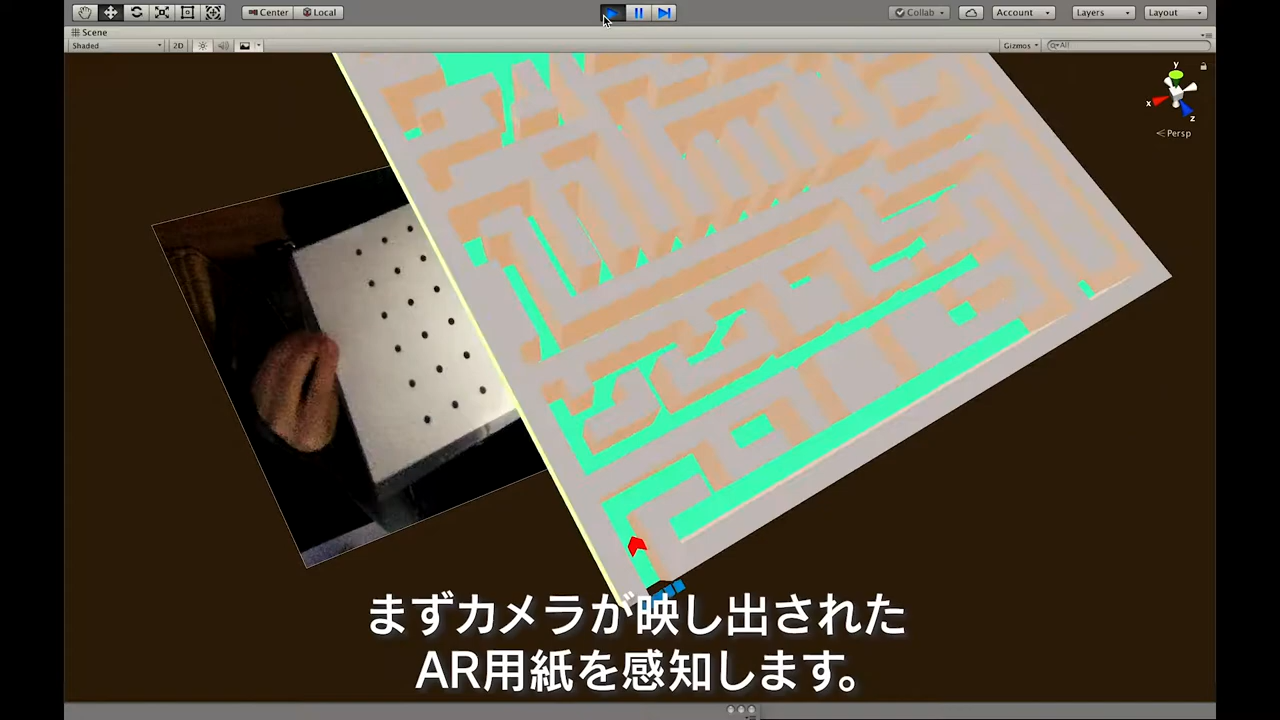 Center
Local
Collab
Account
Layers
Layout
Scene
Shaded
2D
Gizmos
All
y
x
z
Persp
まずカメラが映し出された
AR用紙を感知します。